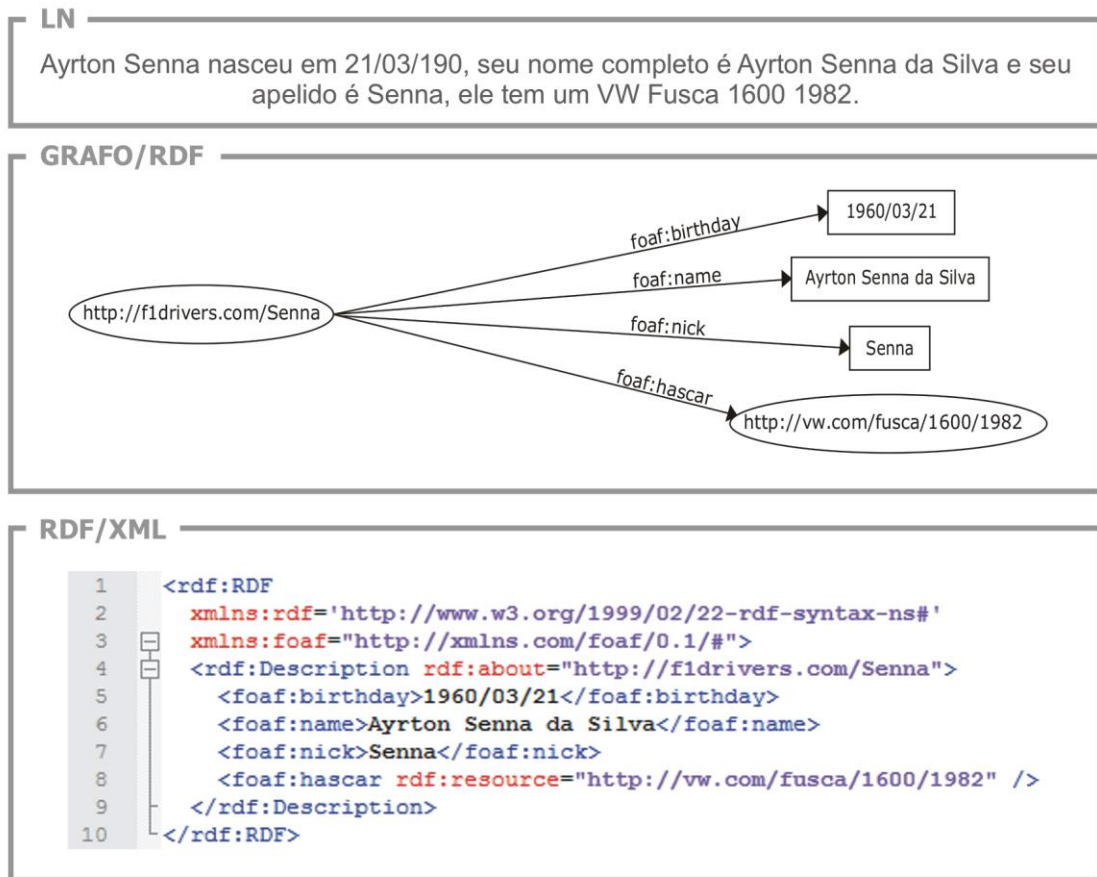 LN
Ayrton Senna nasceu em 21/03/190, seu nome completo é Ayrton Senna da Silva e seu
apelido é Senna, ele tem um VW Fusca 1600 1982.
GRAFO/RDF
http://f1drivers.com/Senna
foaf:birthday
1960/03/21
foaf:name
Ayrton Senna da Silva
foaf:nick
Senna
foaf:hascar
http://vw.com/fusca/1600/1982
RDF/XML
1 <rdf:RDF
2 xmlns:rdf='http://www.w3.org/1999/02/22-rdf-syntax-ns#'
3 xmlns:foaf="http://xmlns.com/foaf/0.1/#">
4 <rdf:Description rdf:about="http://f1drivers.com/Senna">
5 <foaf:birthday>1960/03/21</foaf:birthday>
6 <foaf:name>Ayrton Senna da Silva</foaf:name>
7 <foaf:nick>Senna</foaf:nick>
8 <foaf:hascar rdf:resource="http://vw.com/fusca/1600/1982" />
9 </rdf:Description>
10 </rdf:RDF>